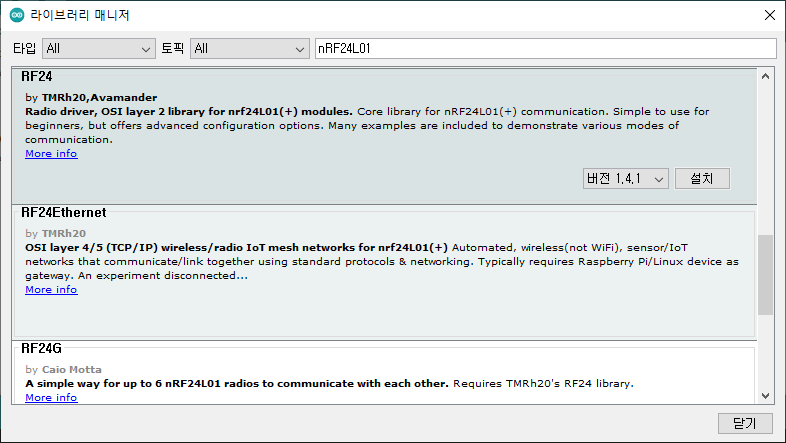 라이브러리 매니저
타입 All 토픽 All nRF24L01
RF24
by TMRh20,Avamander
Radio driver, OSI layer 2 library for nrf24L01(+) modules. Core library for nRF24L01(+) communication. Simple to use for
beginners, but offers advanced configuration options. Many examples are included to demonstrate various modes of
communication.
More info
버전 1.4.1 설치
RF24Ethernet
by TMRh20
OSI layer 4/5 (TCP/IP) wireless/radio IoT mesh networks for nrf24L01(+) Automated, wireless(not WiFi), sensor/IoT
networks that communicate/link together using standard protocols & networking. Typically requires Raspberry Pi/Linux device as
gateway. An experiment disconnected...
More info
RF24G
by Caio Motta
A simple way for up to 6 nRF24L01 radios to communicate with each other. Requires TMRh20's RF24 library.
More info
닫기